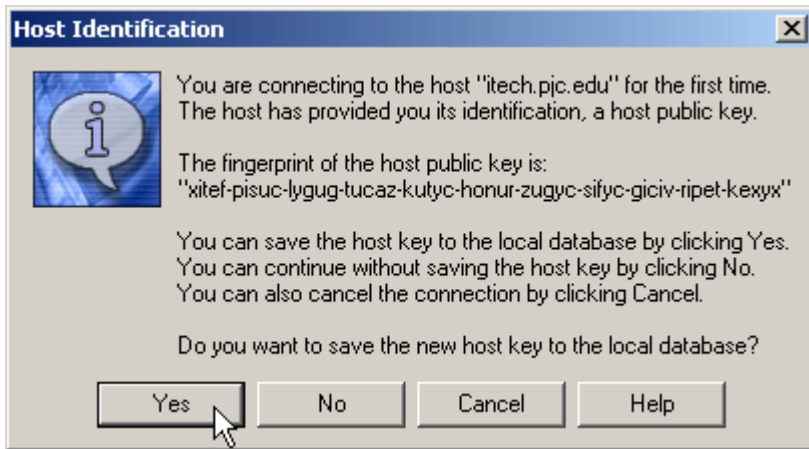 Host Identification
You are connecting to the host "itech.pjc.edu" for the first time.
The host has provided you its identification, a host public key.
The fingerprint of the host public key is:
"xitef-pisuc-lygug-tucaz-kutyc-honur-zugyc-sifyc-giciv-ripet-kexyx"
You can save the host key to the local database by clicking Yes.
You can continue without saving the host key by clicking No.
You can also cancel the connection by clicking Cancel.
Do you want to save the new host key to the local database?
Yes No Cancel Help